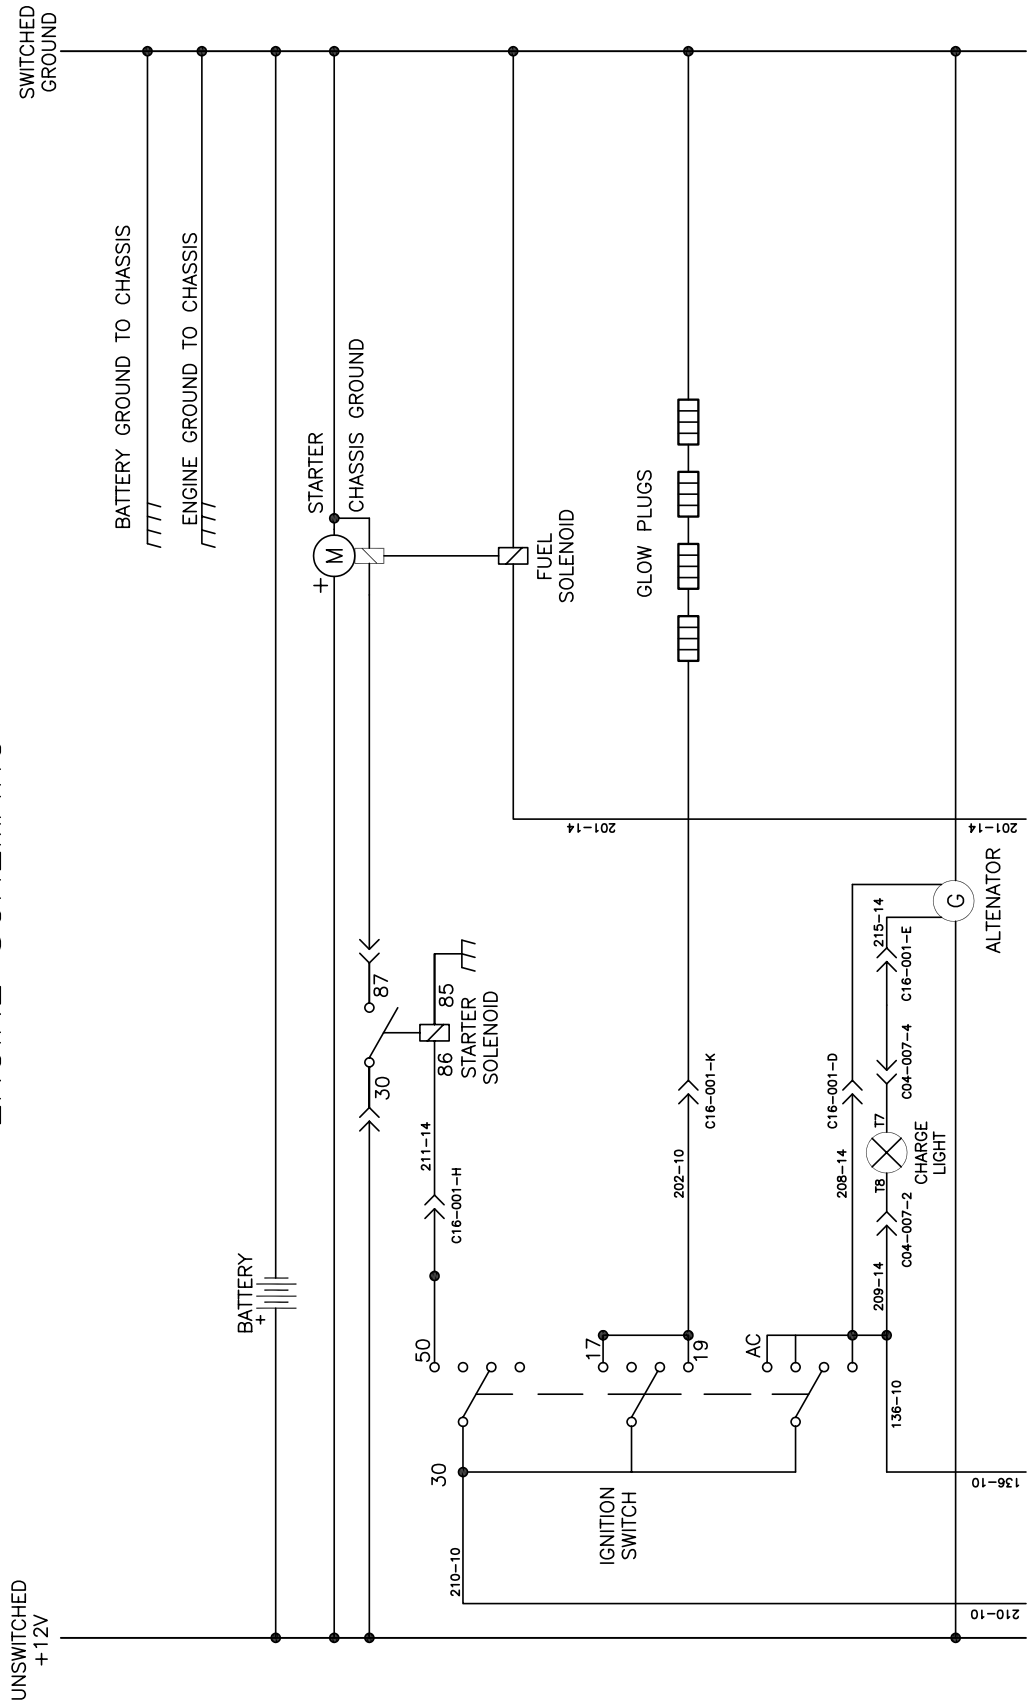 SWITCHED
GROUND
BATTERY GROUND TO CHASSIS
ENGINE GROUND TO CHASSIS
STARTER
CHASSIS GROUND
+
M
FUEL
SOLENOID
GLOW PLUGS
201-14
201-14
ALTENATOR
G
215-14
C16-001-E
C04-007-4
T7
CHARGE
LIGHT
T8
C04-007-2
209-14
C16-001-D
208-14
C16-001-K
202-10
87
85
30
86
STARTER
SOLENOID
211-14
C16-001-H
BATTERY
+
50
17
19
AC
136-10
136-10
30
IGNITION
SWITCH
210-10
210-10
UNSWITCHED
+12V